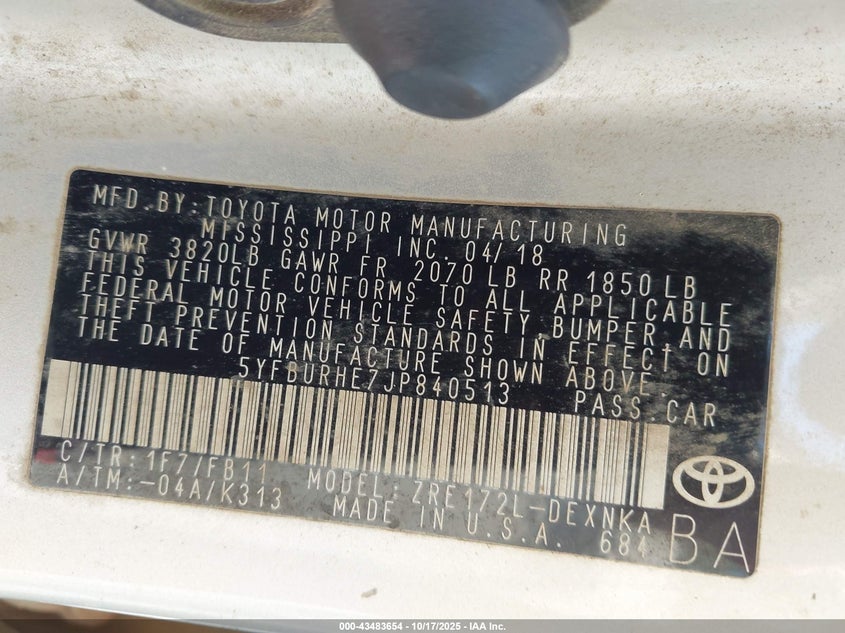 MFD. BY: TOYOTA MOTOR MANUFACTURING
MISSISSIPPI INC. 04/18
GVWR 3820LB GAWR FR 2070 LB RR 1850 LB
THIS VEHICLE CONFORMS TO ALL APPLICABLE
FEDERAL MOTOR VEHICLE SAFETY,BUMPER,AND
THEFT PREVENTION STANDARDS IN EFFECT ON
THE DATE OF MANUFACTURE SHOWN ABOVE.
5YFBURHE7JP840513 PASS CAR
C/TR: 1F7/FB11 MODEL: ZRE172L-DEXNKA
A/TM:-04A/K313 MADE IN U.S.A. 684
BA
000-43483654 - 10/17/2025 - IAA Inc.